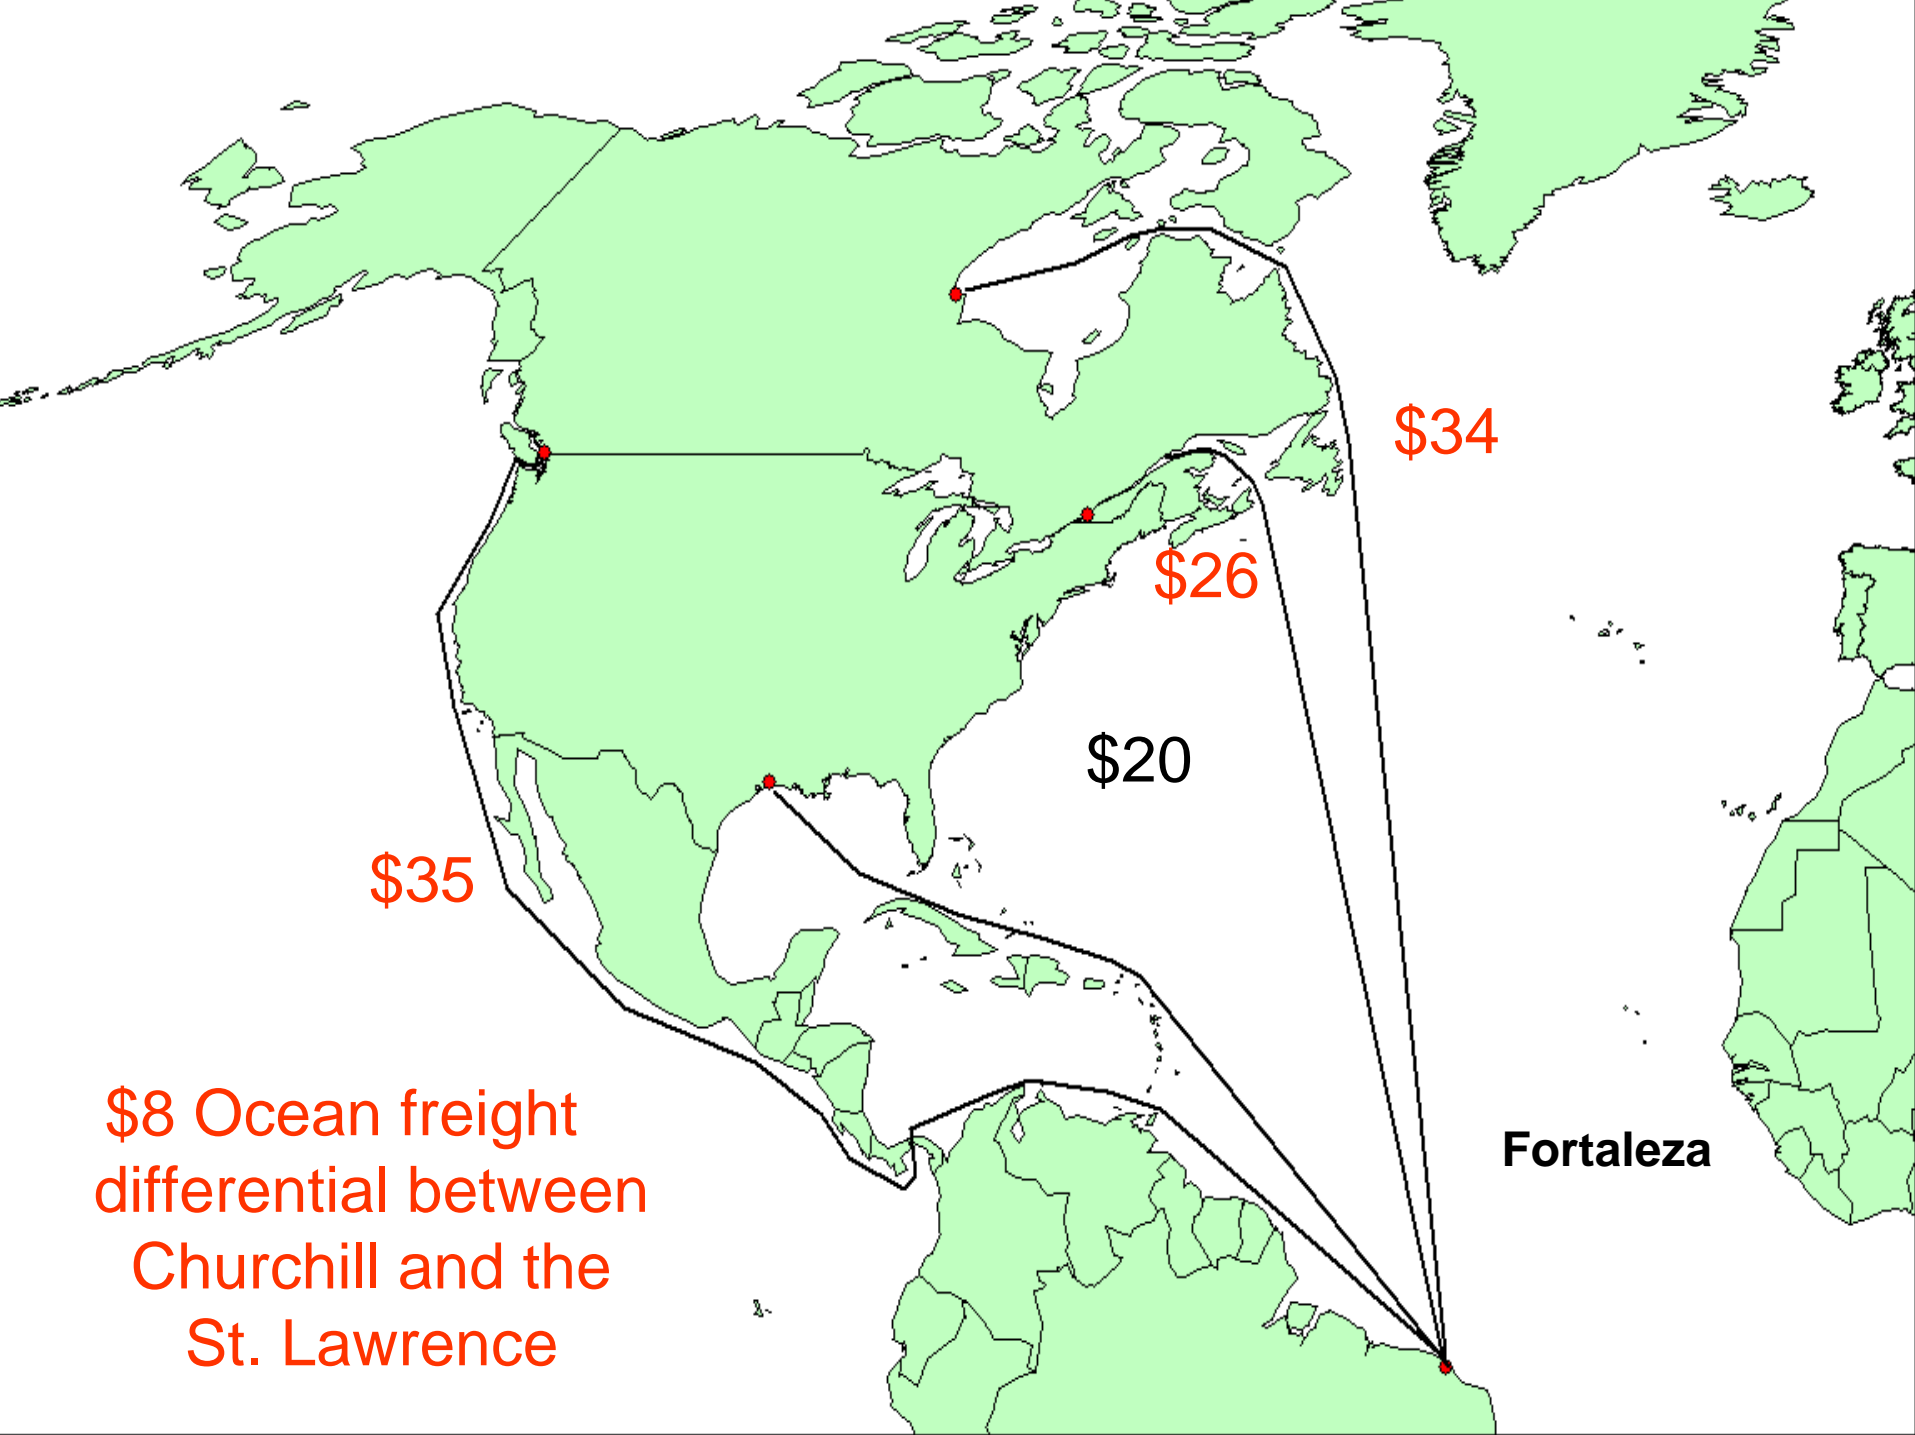 $34
$26
$20
$35
$8 Ocean freight
differential between
Churchill and the
St. Lawrence
Fortaleza